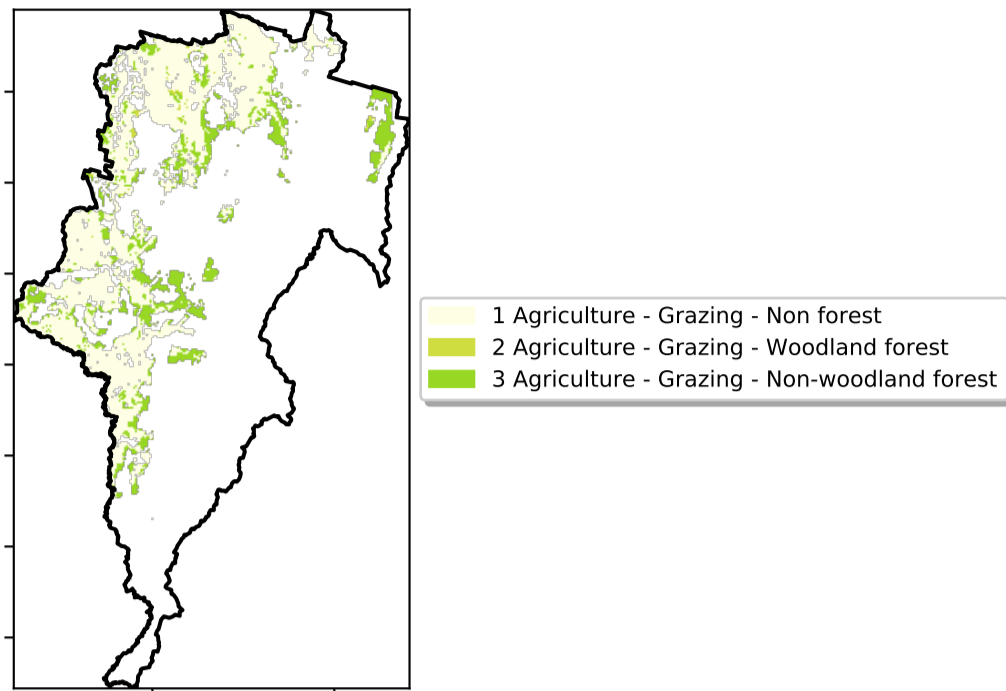 1 Agriculture - Grazing - Non forest
2 Agriculture - Grazing - Woodland forest
3 Agriculture - Grazing - Non-woodland forest